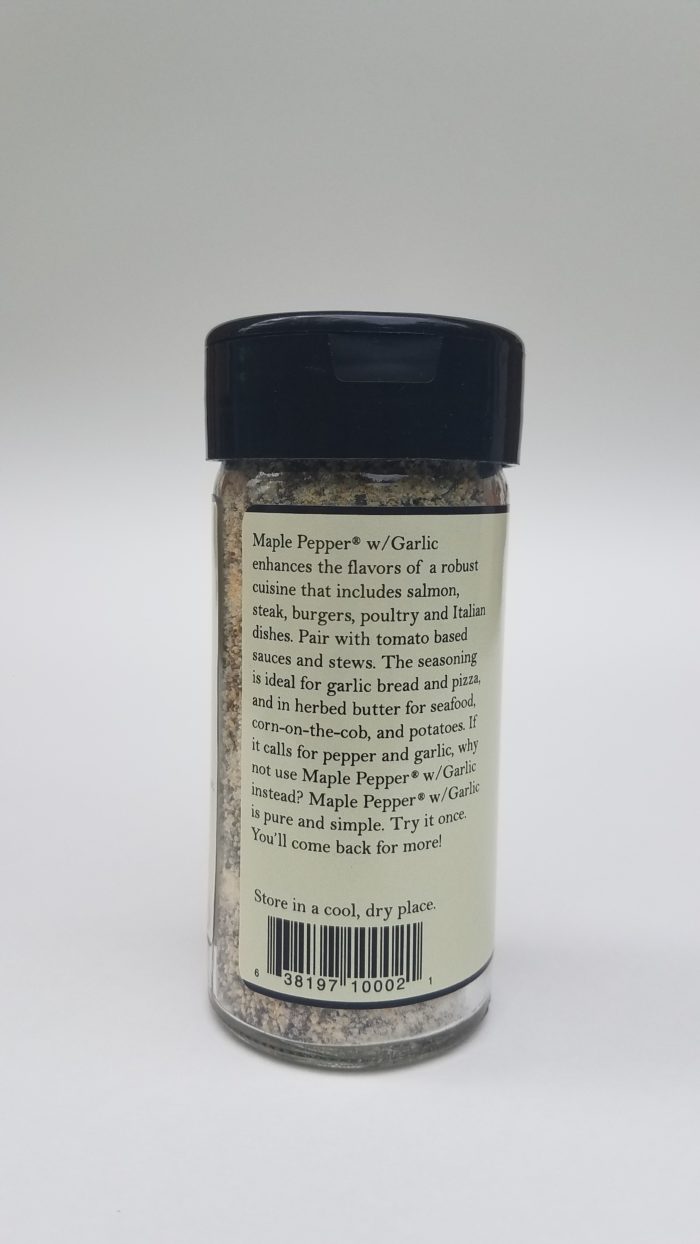 Maple Pepper® w/Garlic
enhances the flavors of a robust
cuisine that includes salmon,
steak, burgers, poultry and Italian
dishes. Pair with tomato based
sauces and stews. The seasoning
is ideal for garlic bread and pizza,
and in herbed butter for seafood,
corn-on-the-cob, and potatoes. If
it calls for pepper and garlic, why
not use Maple Pepper® w/Garlic
instead? Maple Pepper® w/Garlic
is pure and simple. Try it once.
You'll come back for more!
Store in a cool, dry place.
6 38197 10002 1